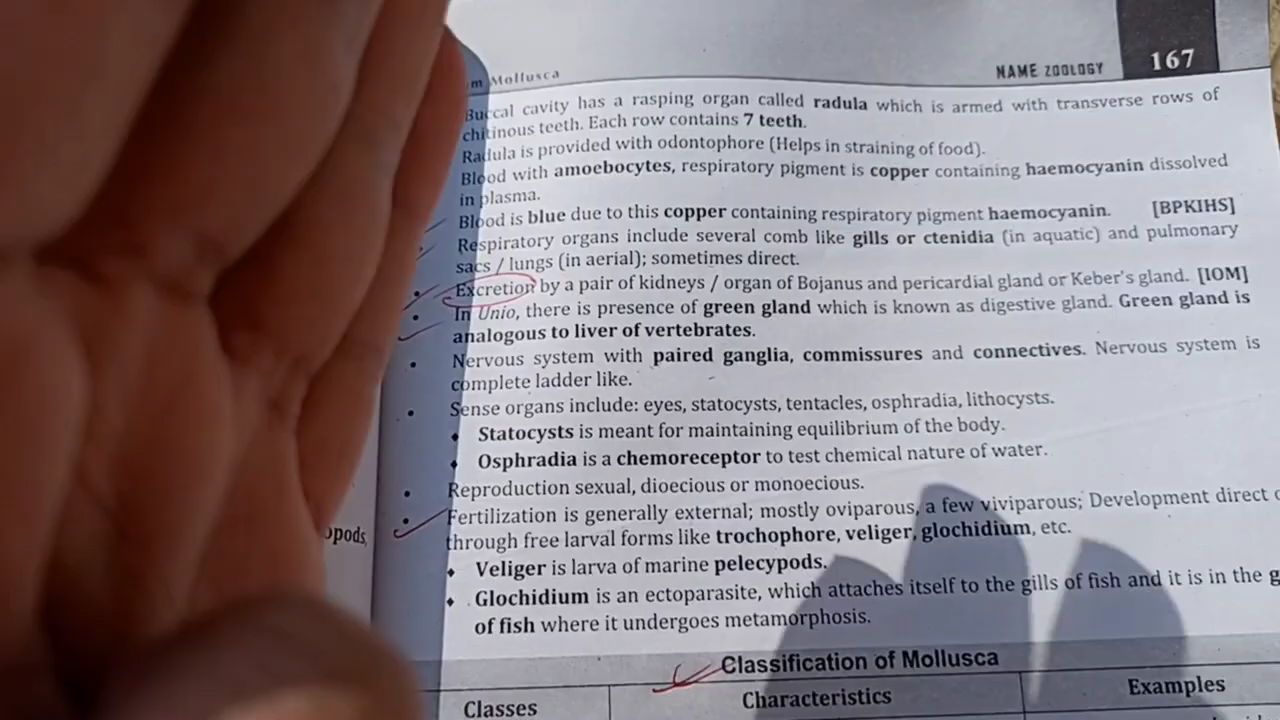 m Mollusca
NAME ZOOLOGY
167
Buccal cavity has a rasping organ called radula which is armed with transverse rows of
chitinous teeth. Each row contains 7 teeth.
Radula is provided with odontophore (Helps in straining of food).
Blood with amoebocytes, respiratory pigment is copper containing haemocyanin dissolved
in plasma.
Blood is blue due to this copper containing respiratory pigment haemocyanin. [BPKIHS]
Respiratory organs include several comb like gills or ctenidia (in aquatic) and pulmonary
sacs / lungs (in aerial); sometimes direct.
• Excretion by a pair of kidneys / organ of Bojanus and pericardial gland or Keber's gland. [IOM]
• In Unio, there is presence of green gland which is known as digestive gland. Green gland is
analogous to liver of vertebrates.
• Nervous system with paired ganglia, commissures and connectives. Nervous system is
complete ladder like.
• Sense organs include: eyes, statocysts, tentacles, osphradia, lithocysts.
♦ Statocysts is meant for maintaining equilibrium of the body.
♦ Osphradia is a chemoreceptor to test chemical nature of water.
• Reproduction sexual, dioecious or monoecious.
• Fertilization is generally external; mostly oviparous, a few viviparous; Development direct
opods,
through free larval forms like trochophore, veliger, glochidium, etc.
♦ Veliger is larva of marine pelecypods.
♦ Glochidium is an ectoparasite, which attaches itself to the gills of fish and it is in the g
of fish where it undergoes metamorphosis.
Classification of Mollusca
Classes
Characteristics
Examples